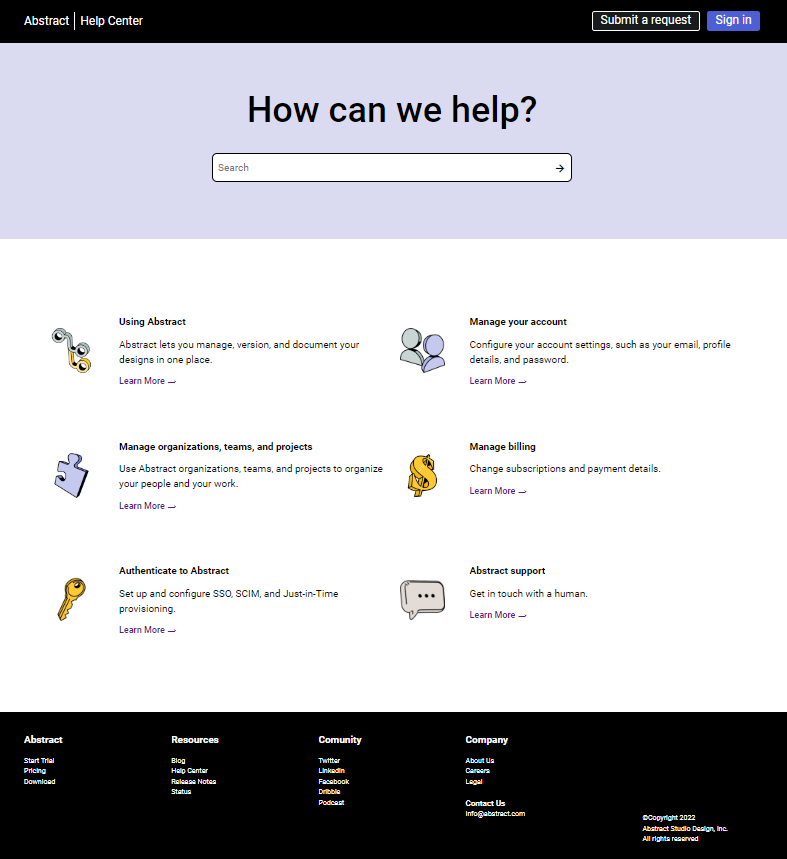 Abstract | Help Center
Submit a request
Sign in
How can we help?
Search
Using Abstract
Abstract lets you manage, version, and document your
designs in one place.
Learn More
Manage your account
Configure your account settings, such as your email, profile
details, and password.
Learn More
Manage organizations, teams, and projects
Use Abstract organizations, teams, and projects to organize
your people and your work.
Learn More
Manage billing
Change subscriptions and payment details.
Learn More
Authenticate to Abstract
Set up and configure SSO, SCIM, and Just-in-Time
provisioning.
Learn More
Abstract support
Get in touch with a human.
Learn More
Abstract
Start Trial
Pricing
Download
Resources
Blog
Help Center
Release Notes
Status
Comunity
Twitter
LinkedIn
Facebook
Dribble
Podcast
Company
About Us
Careers
Legal
Contact Us
info@abstract.com
©Copyright 2022
Abstract Studio Design, Inc.
All rights reserved